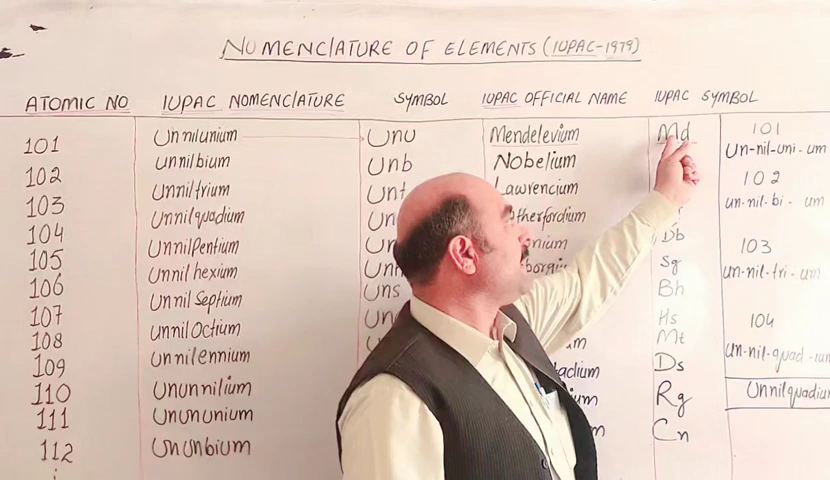 NUMENCLATURE OF ELEMENTS (IUPAC-1979)
ATOMIC NO IUPAC NOMENCLATURE SYMBOL IUPAC OFFICIAL NAME IUPAC SYMBOL
101 Unnilunium Unu Mendelevium Md 101
Un-nil-uni-um
102 unnilbium Unb Nobelium 102
un-nil-bi-um
103 Unniltrium Unt Lawrencium
104 Unnilquadium
105 Unnilpentium Db 103
un-nil-tri-um
106 Unnilhexium Sg
107 Unnil Septium Uns Bh
108 Unnil Octium Hs 104
109 Unnilennium Mt
un-nil-quad-ium
110 Ununnilium Ds
111 Unununium Rg Unnilquadium
112 Ununbium Cn